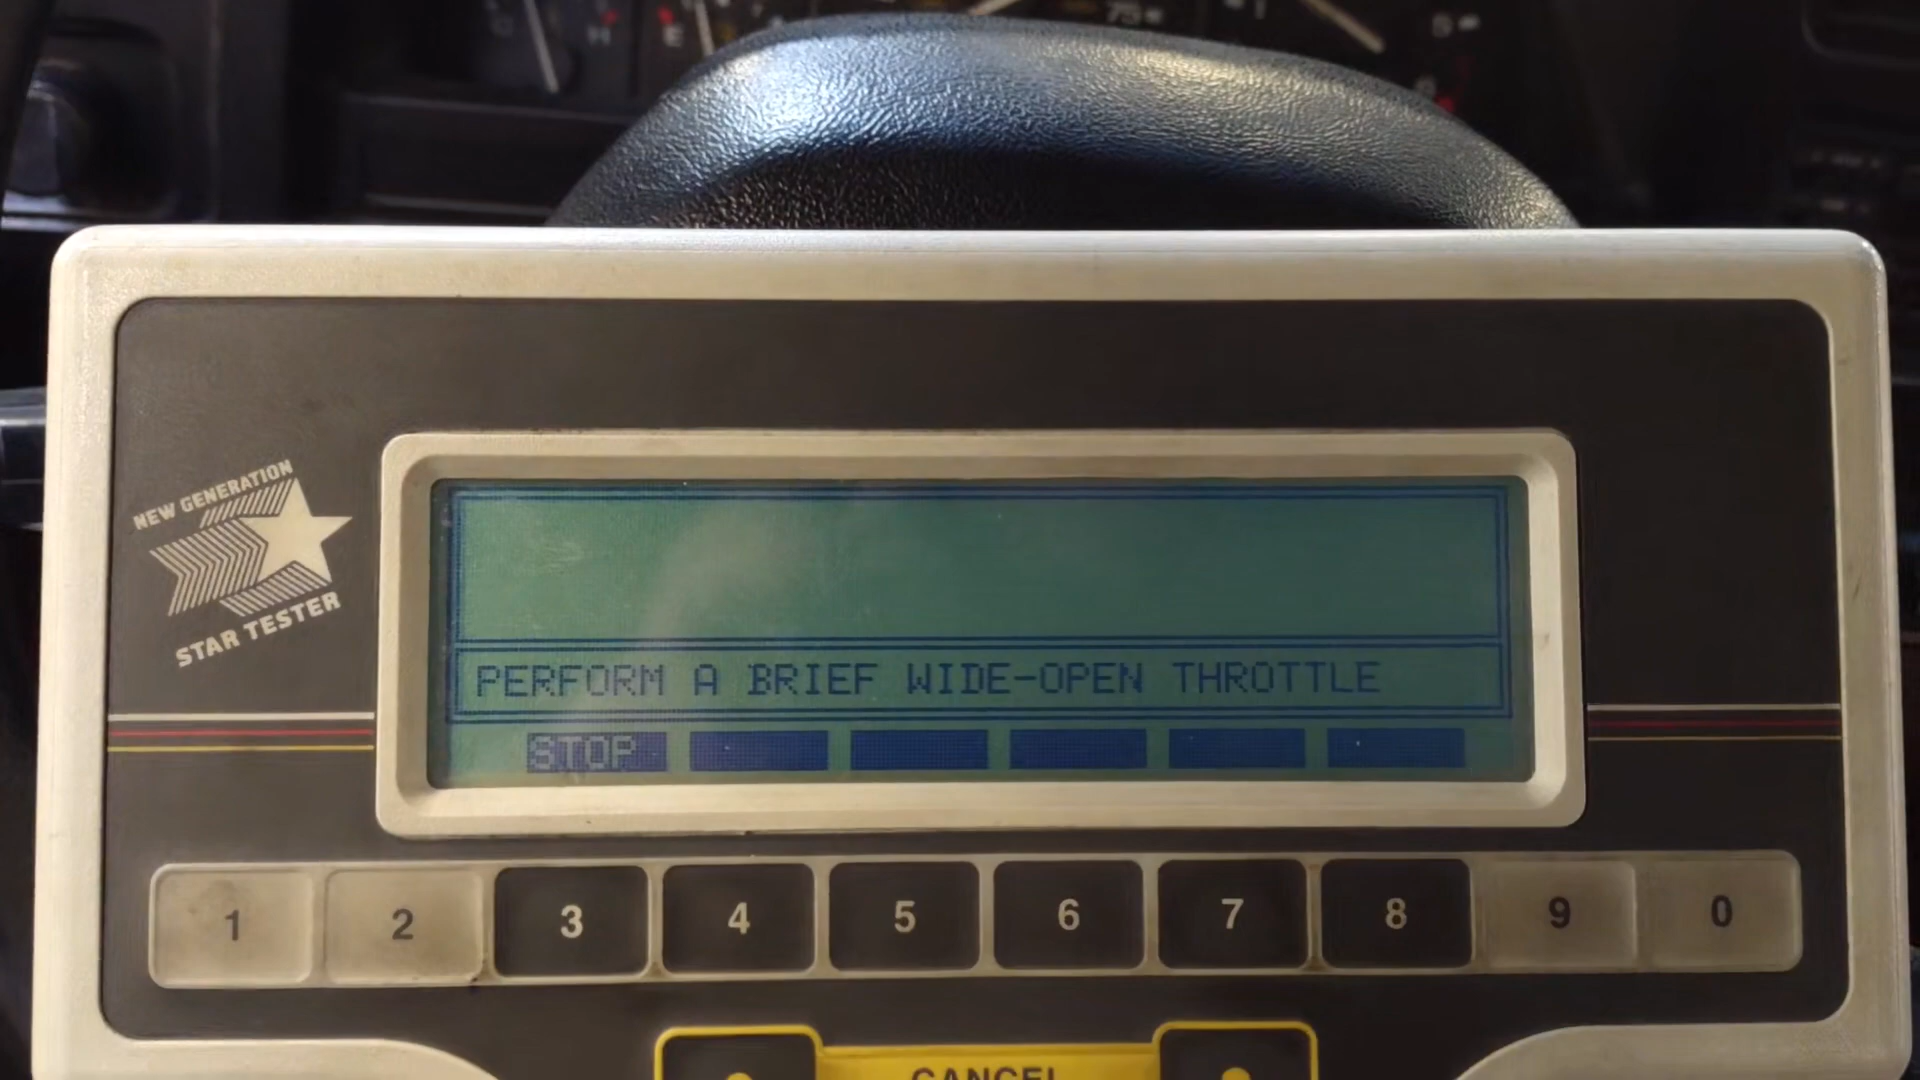 H
E
75
NEW GENERATION
STAR TESTER
PERFORM A BRIEF WIDE-OPEN THROTTLE
STOP
1 2 3 4 5 6 7 8 9 0
CANCEL